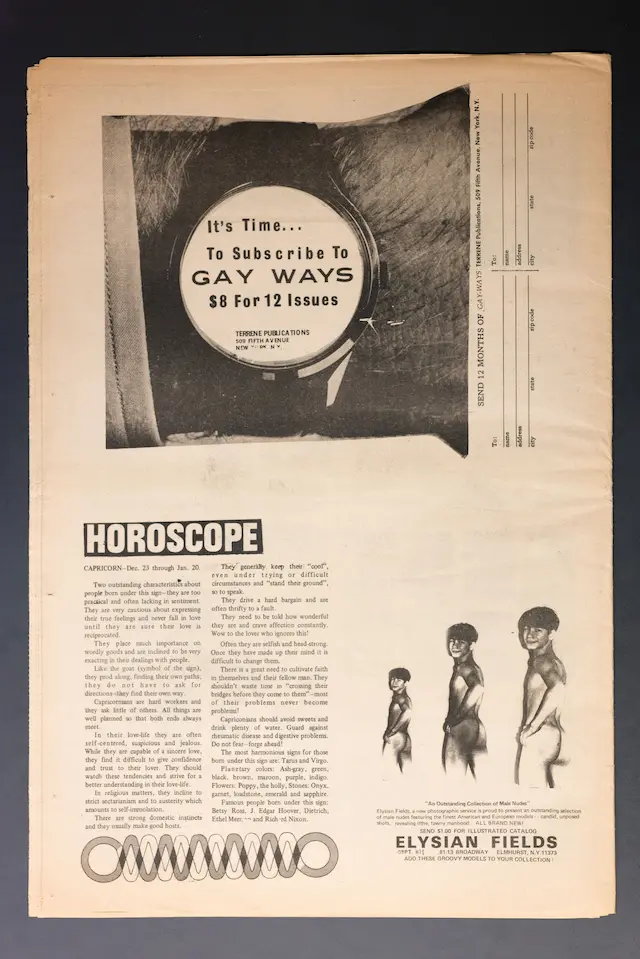 It's Time...
To Subscribe To
GAY WAYS
$8 For 12 Issues
TERRENE PUBLICATIONS
509 FIFTH AVENUE
NEW N.Y.
SEND 12 MONTHS OF GAY-WAYS TERRENE Publications, 509 Fifth Avenue, New York, N.Y.
To:
name
address
city state zip code
To:
name
address
city state zip code
HOROSCOPE
CAPRICORN—Dec. 23 through Jan. 20.
Two outstanding characteristics about
people born under this sign—they are too
practical and often lacking in sentiment.
They are very cautious about expressing
their true feelings and never fall in love
until they are sure their love is
reciprocated.
They place much importance on
wordly goods and are inclined to be very
exacting in their dealings with people.
Like the goat (symbol of the sign),
they prod along, finding their own paths;
they do not have to ask for
directions—they find their own way.
Capricornians are hard workers and
they ask little of others. All things are
well planned so that both ends always
meet.
In their love-life they are often
self-centered, suspicious and jealous.
While they are capable of a sincere love,
they find it difficult to give confidence
and trust to their lover. They should
watch these tendencies and strive for a
better understanding in their love-life.
In religious matters, they incline to
strict sectarianism and to austerity which
amounts to self-immolation.
There are strong domestic instincts
and they usually make good hosts.
They generally keep their "cool",
even under trying or difficult
circumstances and "stand their ground",
so to speak.
They drive a hard bargain and are
often thrifty to a fault.
They need to be told how wonderful
they are and crave affection constantly.
Wow to the lover who ignores this!
Often they are selfish and head-strong.
Once they have made up their mind it is
difficult to change them.
There is a great need to cultivate faith
in themselves and their fellow man. They
shouldn't waste time in "crossing their
bridges before they come to them"—most
of their problems never become
problems!
Capricornians should avoid sweets and
drink plenty of water. Guard against
rheumatic disease and digestive problems.
Do not fear—forge ahead!
The most harmonious signs for those
born under this sign are: Tarus and Virgo.
Planetary colors: Ash-gray, green,
black, brown, maroon, purple, indigo.
Flowers: Poppy, the holly, Stones: Onyx,
garnet, toadstone, emerald and sapphire.
Famous people born under this sign:
Betsy Ross, J. Edgar Hoover, Dietrich,
Ethel and Nixon.
"An Outstanding Collection of Male Nudes"
Elysian Fields, a new photographic service is proud to present an outstanding selection
of male nudes featuring the finest American and European models: candid, unposed
shots, revealing lithe, tawny manhood. ALL BRAND NEW!
SEND $1.00 FOR ILLUSTRATED CATALOG
ELYSIAN FIELDS
BROADWAY ELMHURST, N.Y. 11373
ADD THESE GROOVY MODELS TO YOUR COLLECTION!